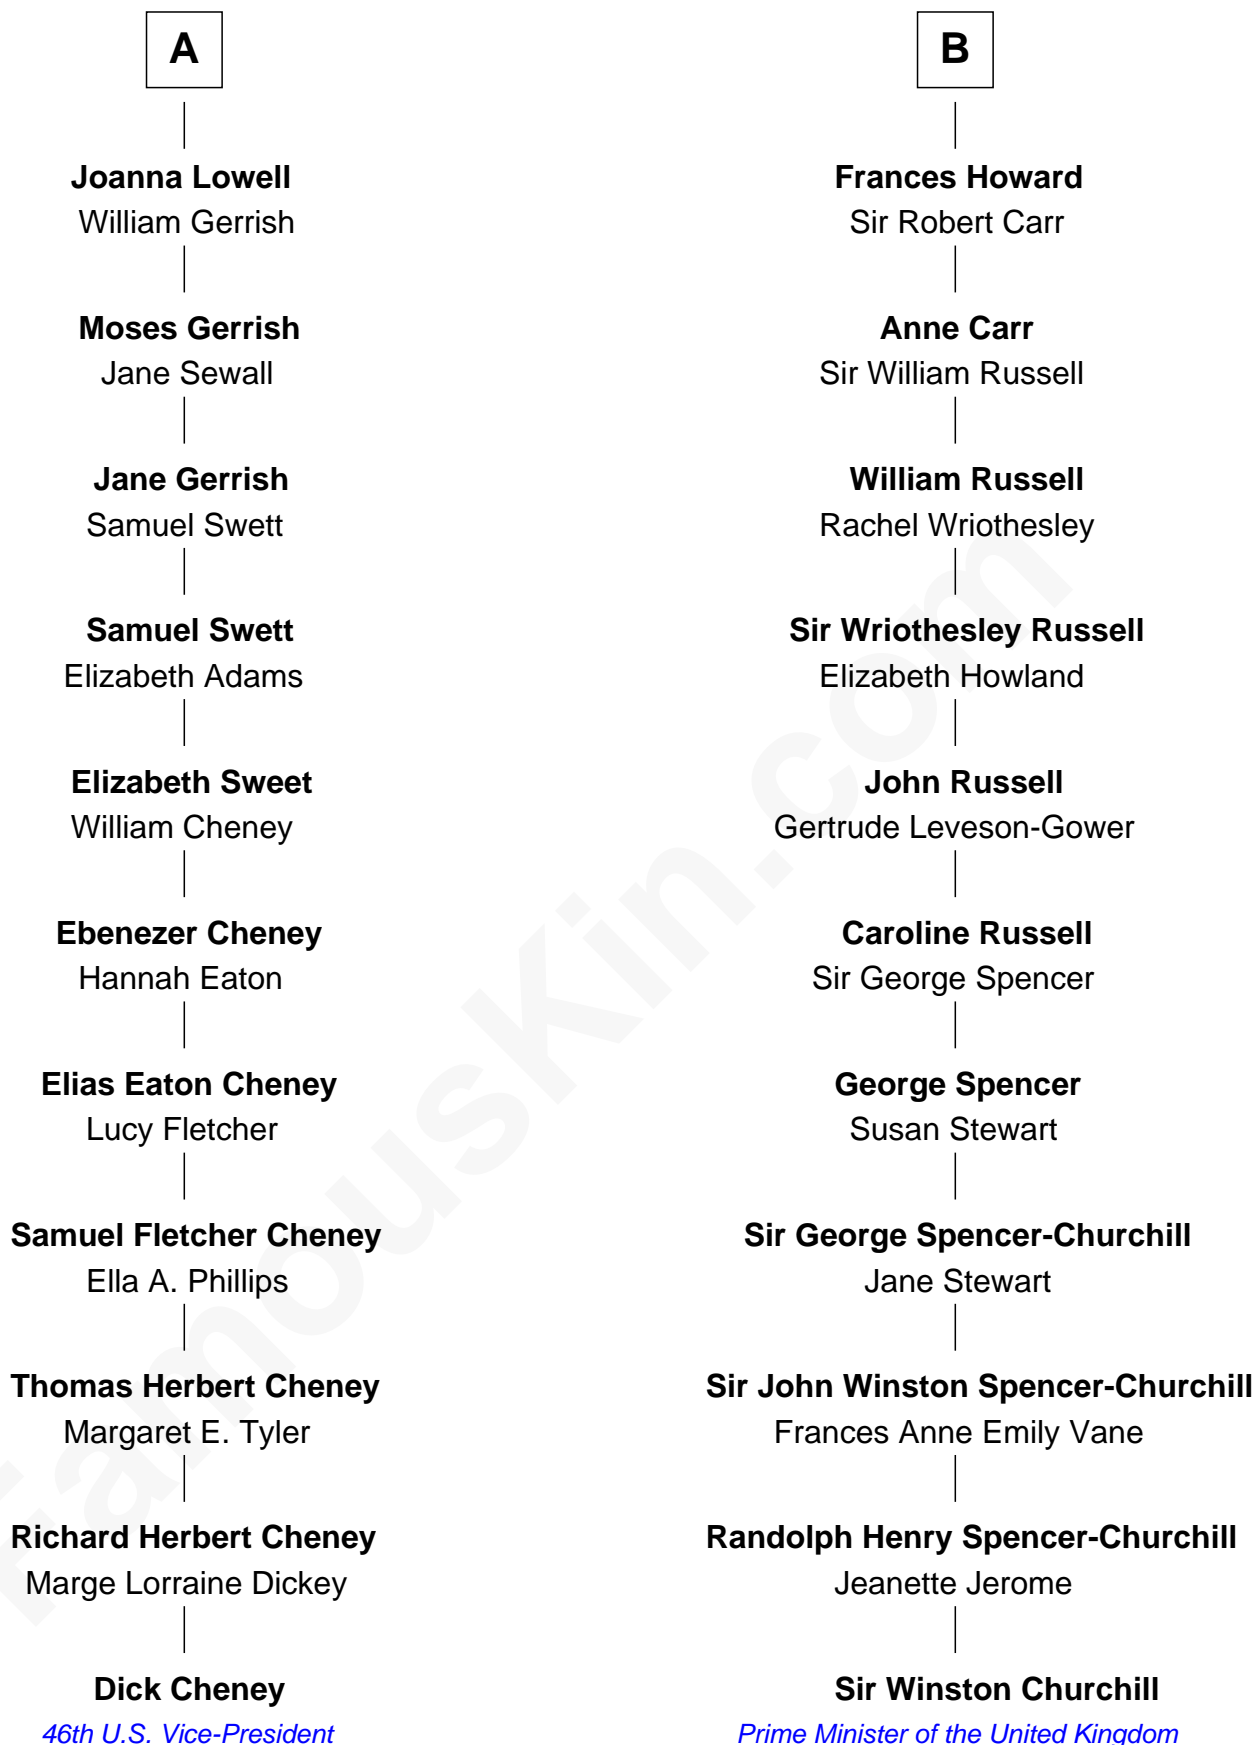 A
Joanna Lowell
William Gerrish
Moses Gerrish
Jane Sewall
Jane Gerrish
Samuel Swett
Samuel Swett
Elizabeth Adams
Elizabeth Sweet
William Cheney
Ebenezer Cheney
Hannah Eaton
Elias Eaton Cheney
Lucy Fletcher
Samuel Fletcher Cheney
Ella A. Phillips
Thomas Herbert Cheney
Margaret E. Tyler
Richard Herbert Cheney
Marge Lorraine Dickey
Dick Cheney
46th U.S. Vice-President
B
Frances Howard
Sir Robert Carr
Anne Carr
Sir William Russell
William Russell
Rachel Wriothesley
Sir Wriothesley Russell
Elizabeth Howland
John Russell
Gertrude Leveson-Gower
Caroline Russell
Sir George Spencer
George Spencer
Susan Stewart
Sir George Spencer-Churchill
Jane Stewart
Sir John Winston Spencer-Churchill
Frances Anne Emily Vane
Randolph Henry Spencer-Churchill
Jeanette Jerome
Sir Winston Churchill
Prime Minister of the United Kingdom
FamousKin.com